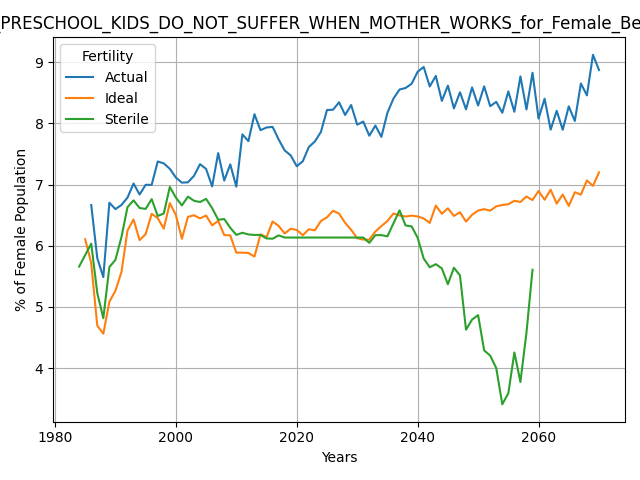 _PRESCHOOL_KIDS_DO_NOT_SUFFER_WHEN_MOTHER_WORKS_for_Female_Be
Fertility
Actual
Ideal
Sterile
% of Female Population
9
8
7
6
5
4
1980
2000
2020
2040
2060
Years